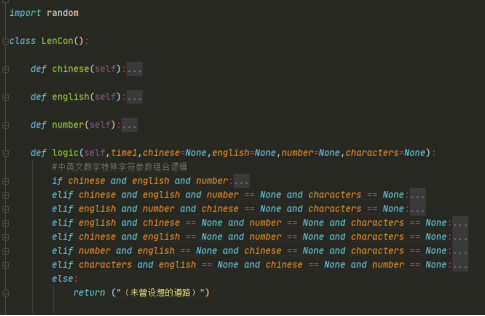 import random
class LenCon():
def chinese(self):...
def english(self):...
def number(self):...
def logic(self,time1,chinese=None,english=None,number=None,characters=None):
#中英文数字特殊字符参数组合逻辑
if chinese and english and number:...
elif chinese and english and number == None and characters == None:...
elif english and number and chinese == None and characters == None:...
elif english and chinese == None and number == None and characters == None:...
elif chinese and english == None and number == None and characters == None:...
elif number and english == None and chinese == None and characters == None:...
elif characters and english == None and chinese == None and number == None:...
else:
return ("（未曾设想的道路）")